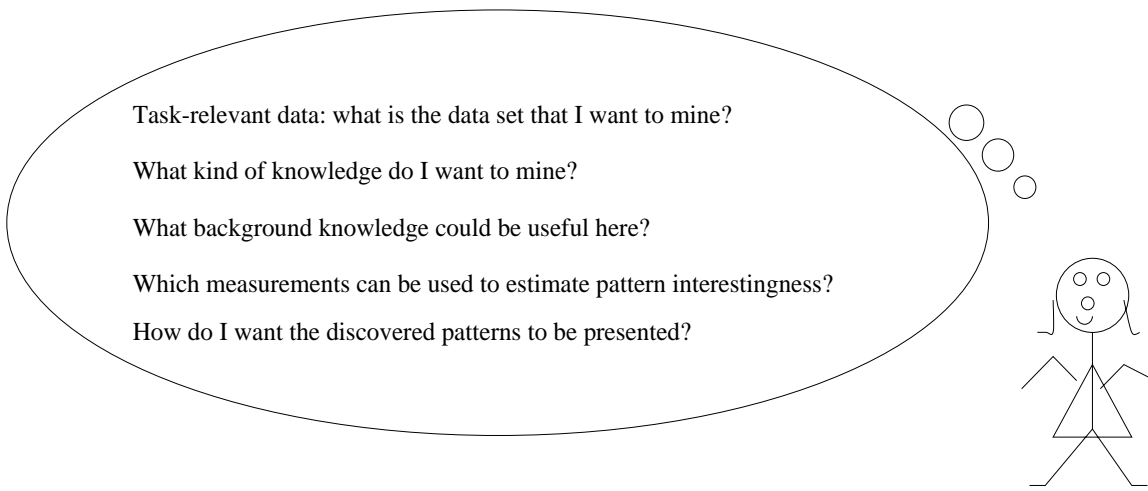 Task-relevant data: what is the data set that I want to mine?
What kind of knowledge do I want to mine?
What background knowledge could be useful here?
Which measurements can be used to estimate pattern interestingness?
How do I want the discovered patterns to be presented?